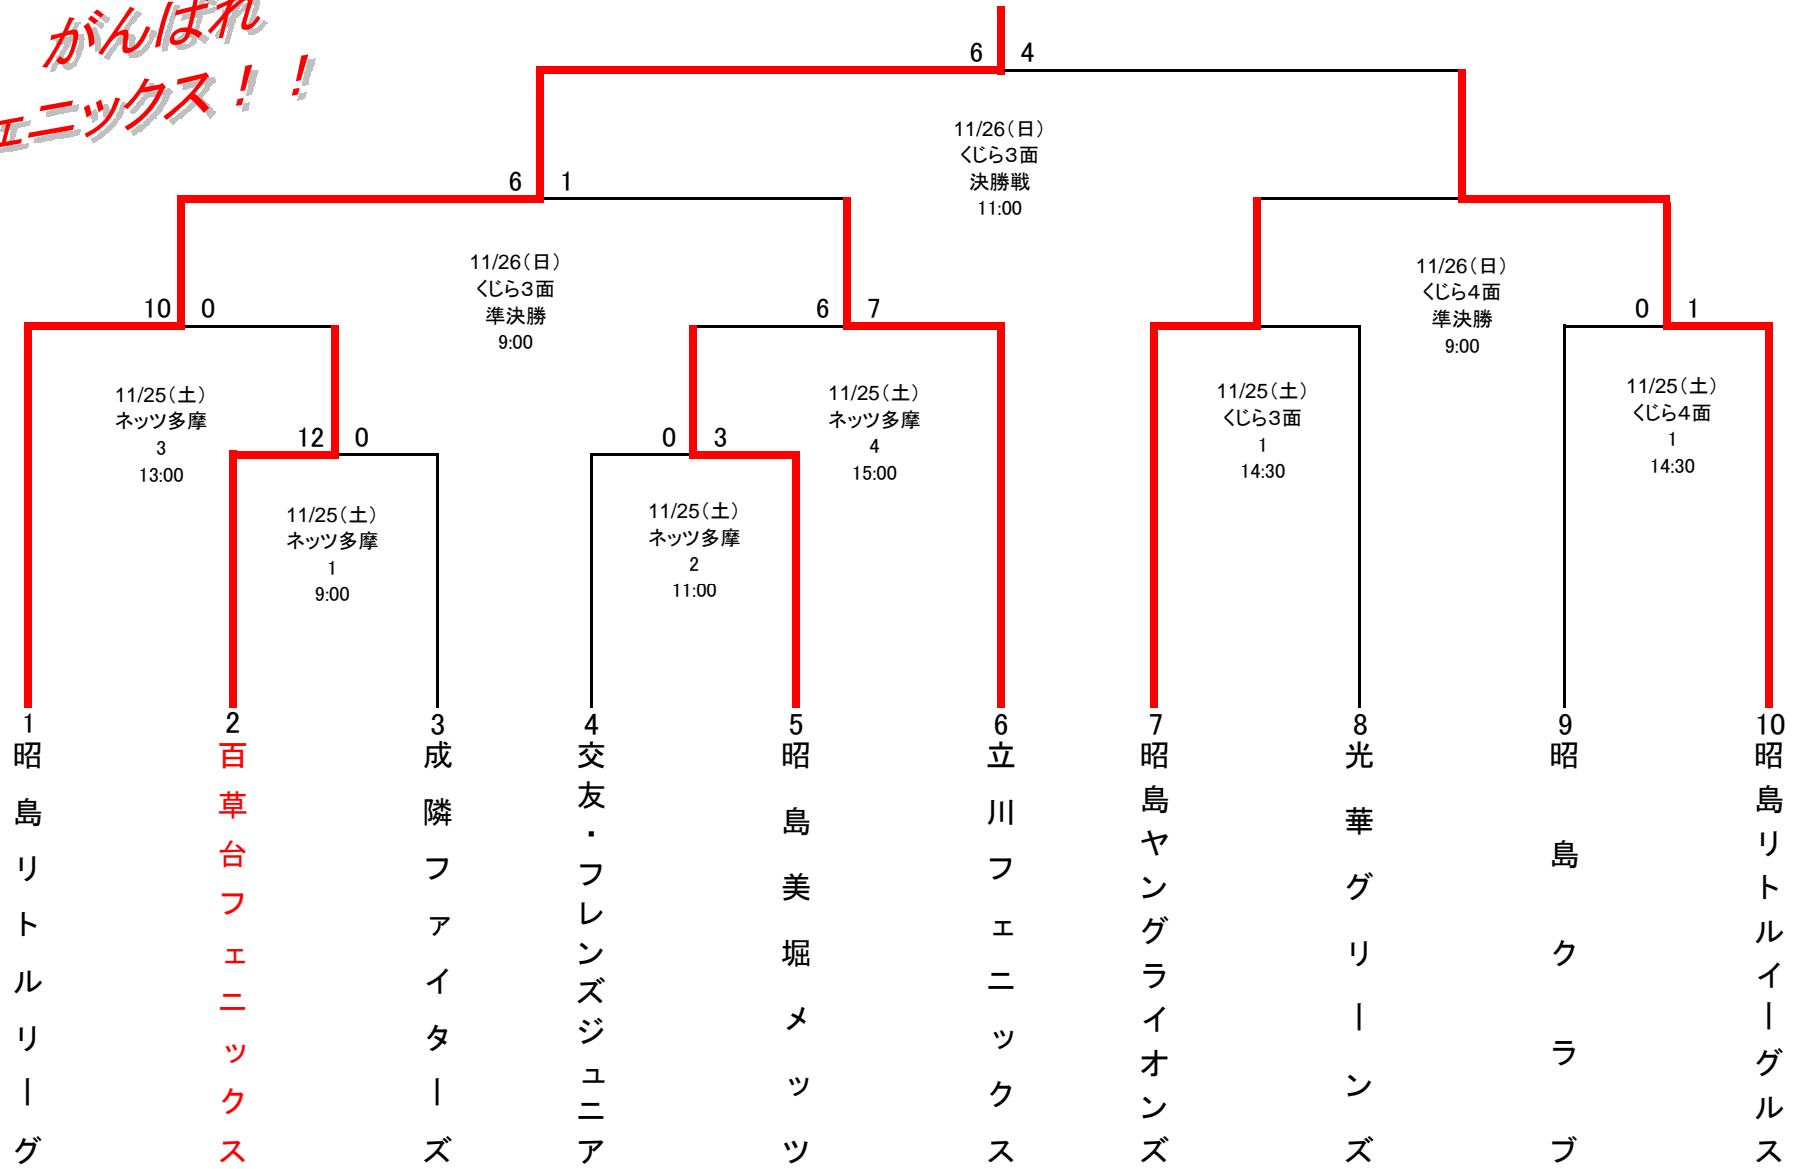 がんばれ
ェニックス！！
6 4
11/26（日）
くじら３面
決勝戦
11:00
6 1
11/26（日）
くじら３面
準決勝
9:00
11/26（日）
くじら４面
準決勝
9:00
10 0
6 7
0 1
11/25（土）
ネッツ多摩
3
13:00
11/25（土）
ネッツ多摩
4
15:00
11/25（土）
くじら３面
1
14:30
11/25（土）
くじら４面
1
14:30
12 0
0 3
11/25（土）
ネッツ多摩
1
9:00
11/25（土）
ネッツ多摩
2
11:00
1
昭島リトルリーグ
2
百草台フェニックス
3
成隣ファイターズ
4
交友・フレンズジュニア
5
昭島美堀メッツ
6
立川フェニックス
7
昭島ヤングライオンズ
8
光華グリーンズ
9
昭島クラブ
10
昭島リトルイーグルス